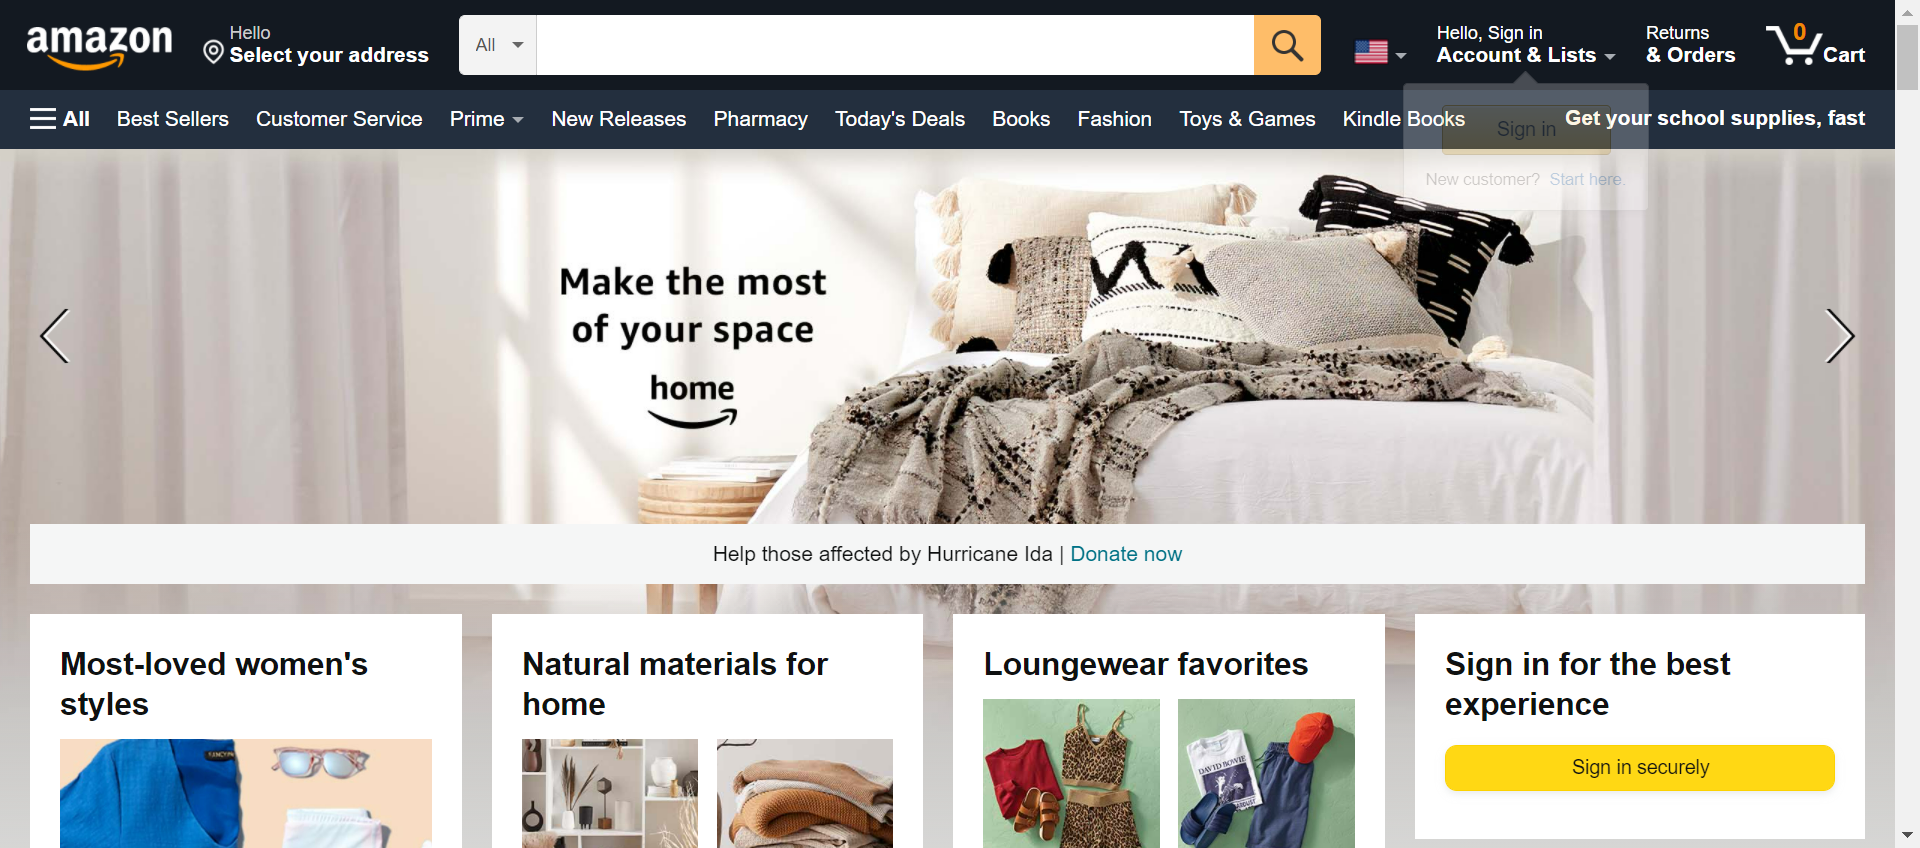 amazon
Hello
Select your address
All
Hello, Sign in
Account & Lists
Returns
& Orders
0
Cart
All
Best Sellers
Customer Service
Prime
New Releases
Pharmacy
Today's Deals
Books
Fashion
Toys & Games
Kindle Books
Get your school supplies, fast
Sign in
New customer? Start here.
Make the most
of your space
home
Help those affected by Hurricane Ida | Donate now
Most-loved women's
styles
Natural materials for
home
Loungewear favorites
DAVID BOWIE
Sign in for the best
experience
Sign in securely